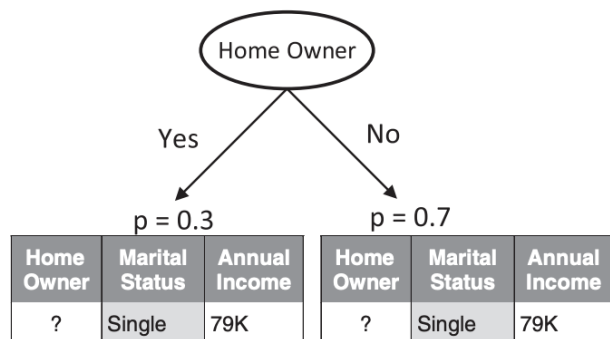 Home Owner
Yes
No
p = 0.3
p = 0.7
Home Owner Marital Status Annual Income
? Single 79K
Home Owner Marital Status Annual Income
? Single 79K